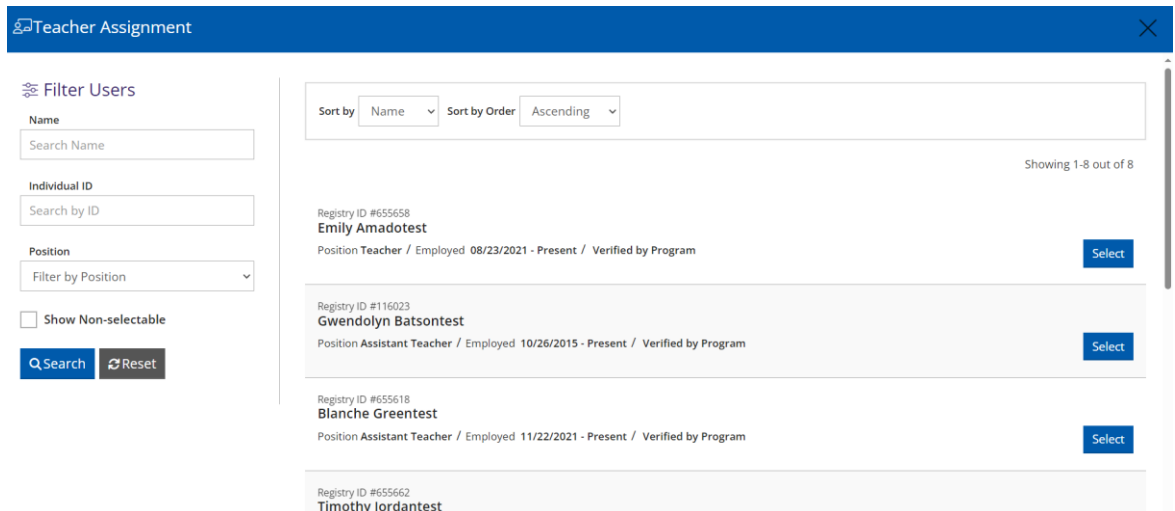 Teacher Assignment
Filter Users
Name
Search Name
Individual ID
Search by ID
Position
Filter by Position
Show Non-selectable
Search Reset
Sort by Name Sort by Order Ascending
Showing 1-8 out of 8
Registry ID #655658
Emily Amadotest
Position Teacher / Employed 08/23/2021 - Present / Verified by Program
Select
Registry ID #116023
Gwendolyn Batsontest
Position Assistant Teacher / Employed 10/26/2015 - Present / Verified by Program
Select
Registry ID #655618
Blanche Greentest
Position Assistant Teacher / Employed 11/22/2021 - Present / Verified by Program
Select
Registry ID #655662
Timothy Jordantest